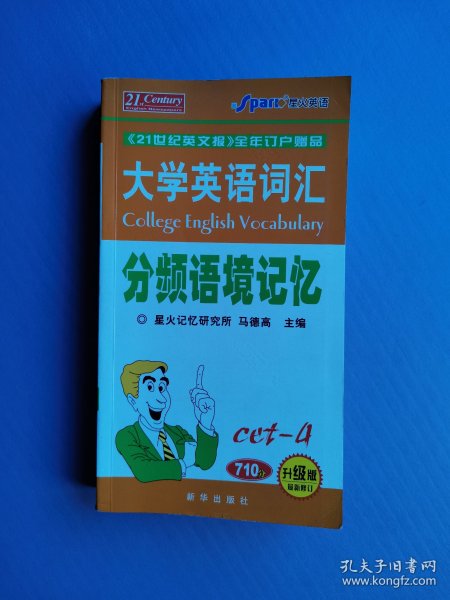 21st Century
English Newspaper
Spark 星火英语
《21世纪英文报》全年订户赠品
大学英语词汇
College English Vocabulary
分频语境记忆
◎ 星火记忆研究所 马德高 主编
cet-4
710分
升级版
最新修订
新华出版社
孔夫子旧书网
www.kongfz.com